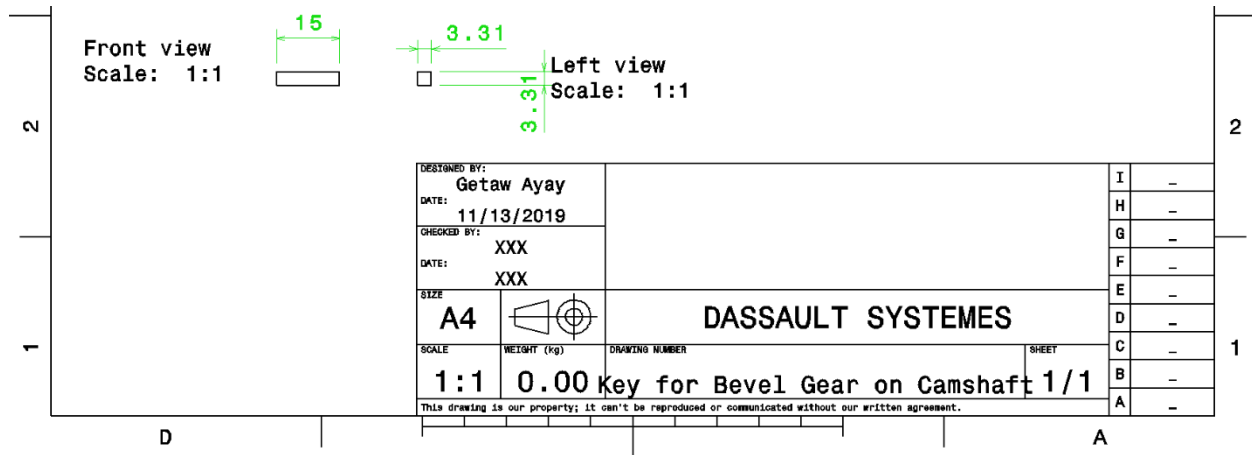 15
3.31
Front view
Scale: 1:1
Left view
Scale: 1:1
3.31
2
2
DESIGNED BY:
Getaw Ayay
DATE:
11/13/2019
CHECKED BY:
XXX
DATE:
XXX
SIZE
A4
DASSAULT SYSTEMES
SCALE
1:1
WEIGHT (kg)
0.00
DRAWING NUMBER
Key for Bevel Gear on Camshaft
SHEET
1/1
This drawing is our property; it can't be reproduced or communicated without our written agreement.
I _
H _
G _
F _
E _
D _
C _
B _
A _
1
1
D
A